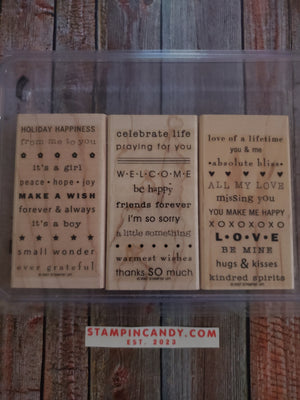 HOLIDAY HAPPINESS
from me to you
it's a girl
peace • hope • joy
MAKE A WISH
forever & always
it's a boy
small wonder
ever grateful
celebrate life
praying for you
W-E-L-C-O-M-E
be happy
friends forever
I'm so sorry
a little something
warmest wishes
thanks SO much
love of a lifetime
you & me
•absolute bliss•
ALL MY LOVE
missing you
YOU MAKE ME HAPPY
XOXOXOXO
L•O•V•E
BE MINE
hugs & kisses
kindred spirits
STAMPINCANDY.COM
EST. 2023